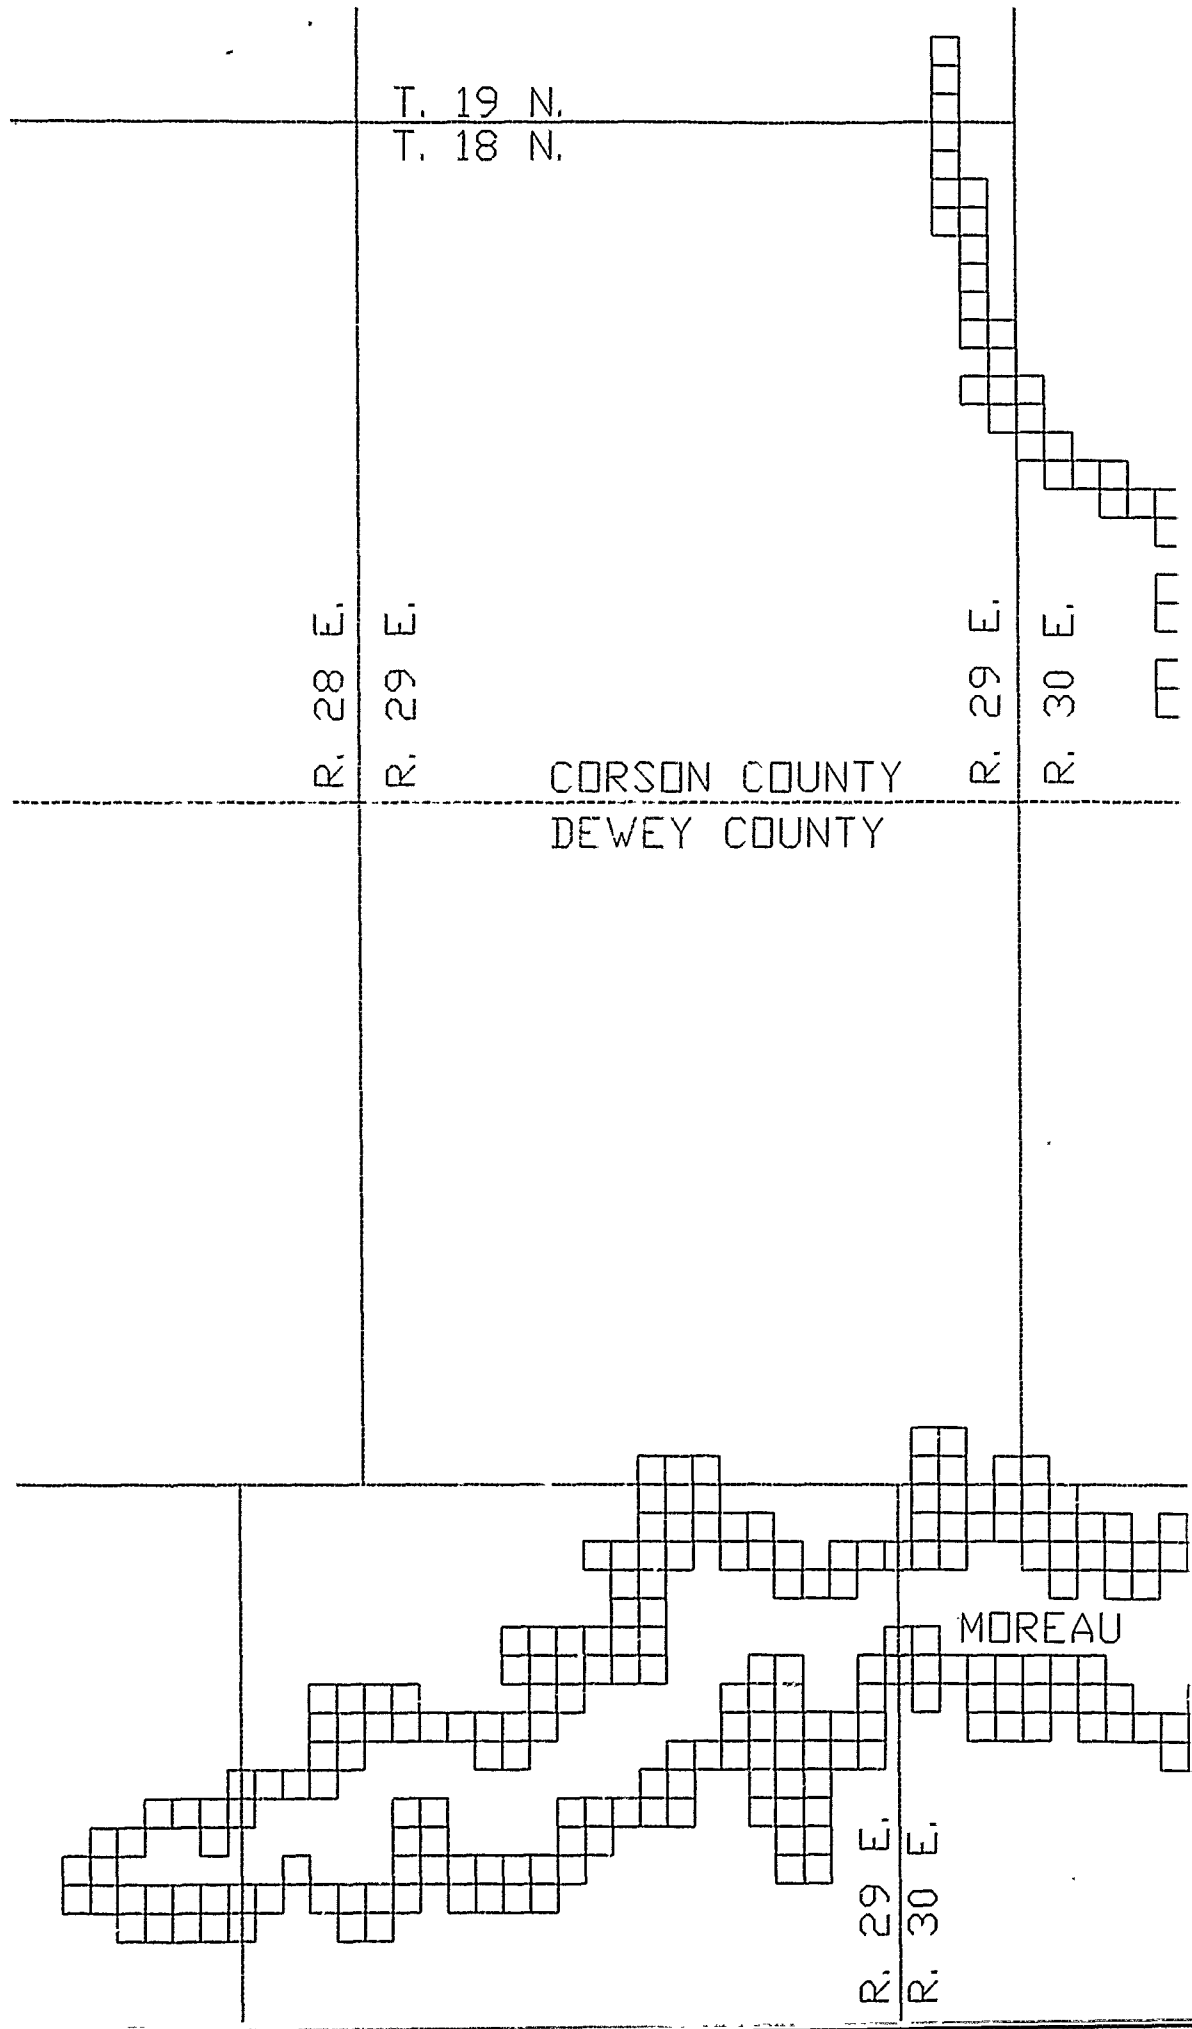 T. 19 N.
T. 18 N.
R. 28 E.
R. 29 E.
R. 29 E.
R. 30 E.
CORSON COUNTY
DEWEY COUNTY
MOREAU
R. 29 E.
R. 30 E.